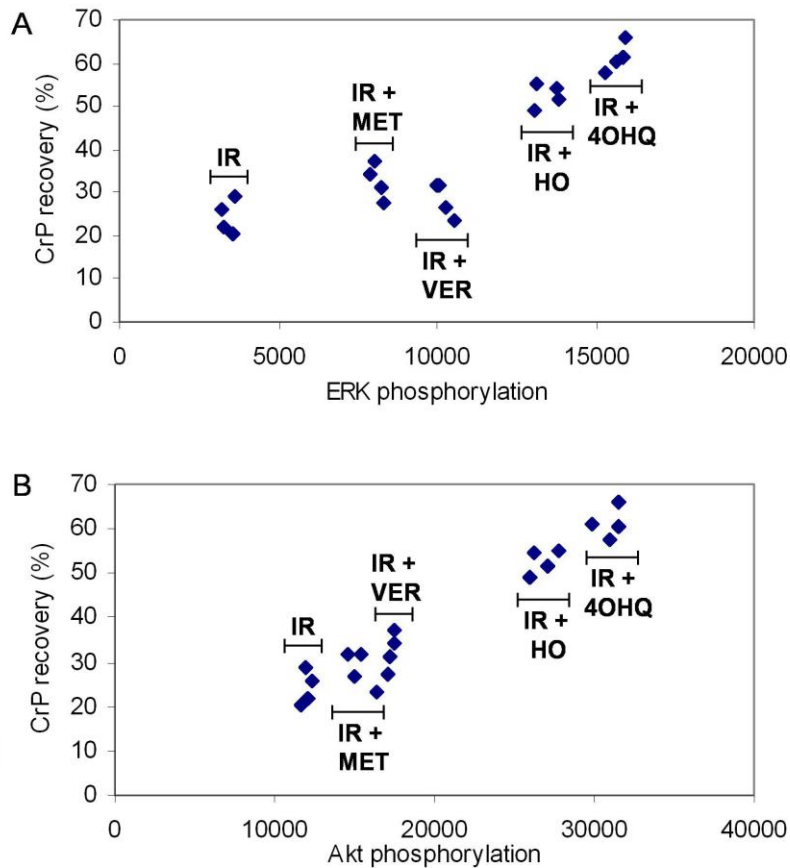 A
CrP recovery (%)
70
60
50
40
30
20
10
0
IR
IR +
MET
IR +
VER
IR +
HO
IR +
4OHQ
0 5000 10000 15000 20000
ERK phosphorylation
B
CrP recovery (%)
70
60
50
40
30
20
10
0
IR
IR +
VER
IR +
MET
IR +
HO
IR +
4OHQ
0 10000 20000 30000 40000
Akt phosphorylation